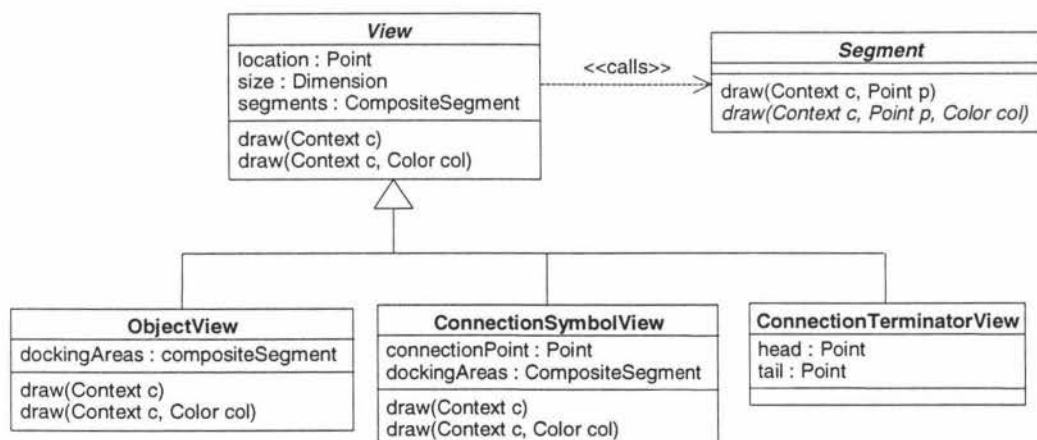 View
location : Point
size : Dimension
segments : CompositeSegment
draw(Context c)
draw(Context c, Color col)
<<calls>>
Segment
draw(Context c, Point p)
draw(Context c, Point p, Color col)
ObjectView
dockingAreas : compositeSegment
draw(Context c)
draw(Context c, Color col)
ConnectionSymbolView
connectionPoint : Point
dockingAreas : CompositeSegment
draw(Context c)
draw(Context c, Color col)
ConnectionTerminatorView
head : Point
tail : Point